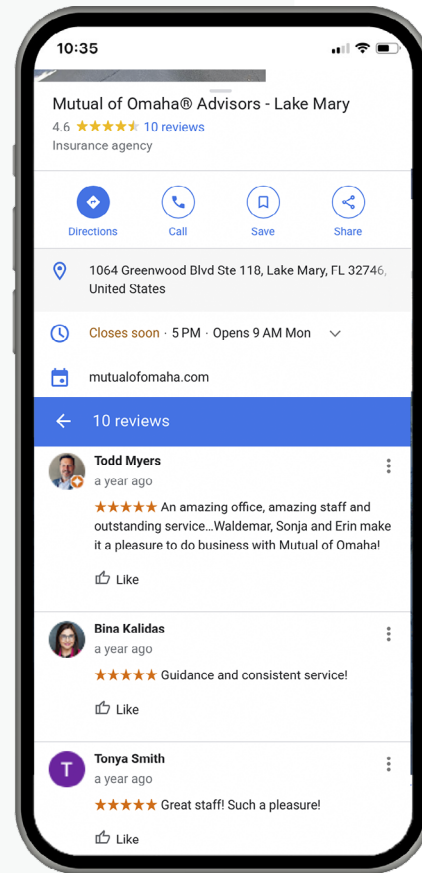 10:35
Mutual of Omaha® Advisors - Lake Mary
4.6 ★★★★★ 10 reviews
Insurance agency
Directions Call Save Share
1064 Greenwood Blvd Ste 118, Lake Mary, FL 32746,
United States
Closes soon · 5 PM · Opens 9 AM Mon
mutualofomaha.com
10 reviews
Todd Myers
a year ago
★★★★★ An amazing office, amazing staff and
outstanding service...Waldemar, Sonja and Erin make
it a pleasure to do business with Mutual of Omaha!
Like
Bina Kalidas
a year ago
★★★★★ Guidance and consistent service!
Like
T
Tonya Smith
a year ago
★★★★★ Great staff! Such a pleasure!
Like